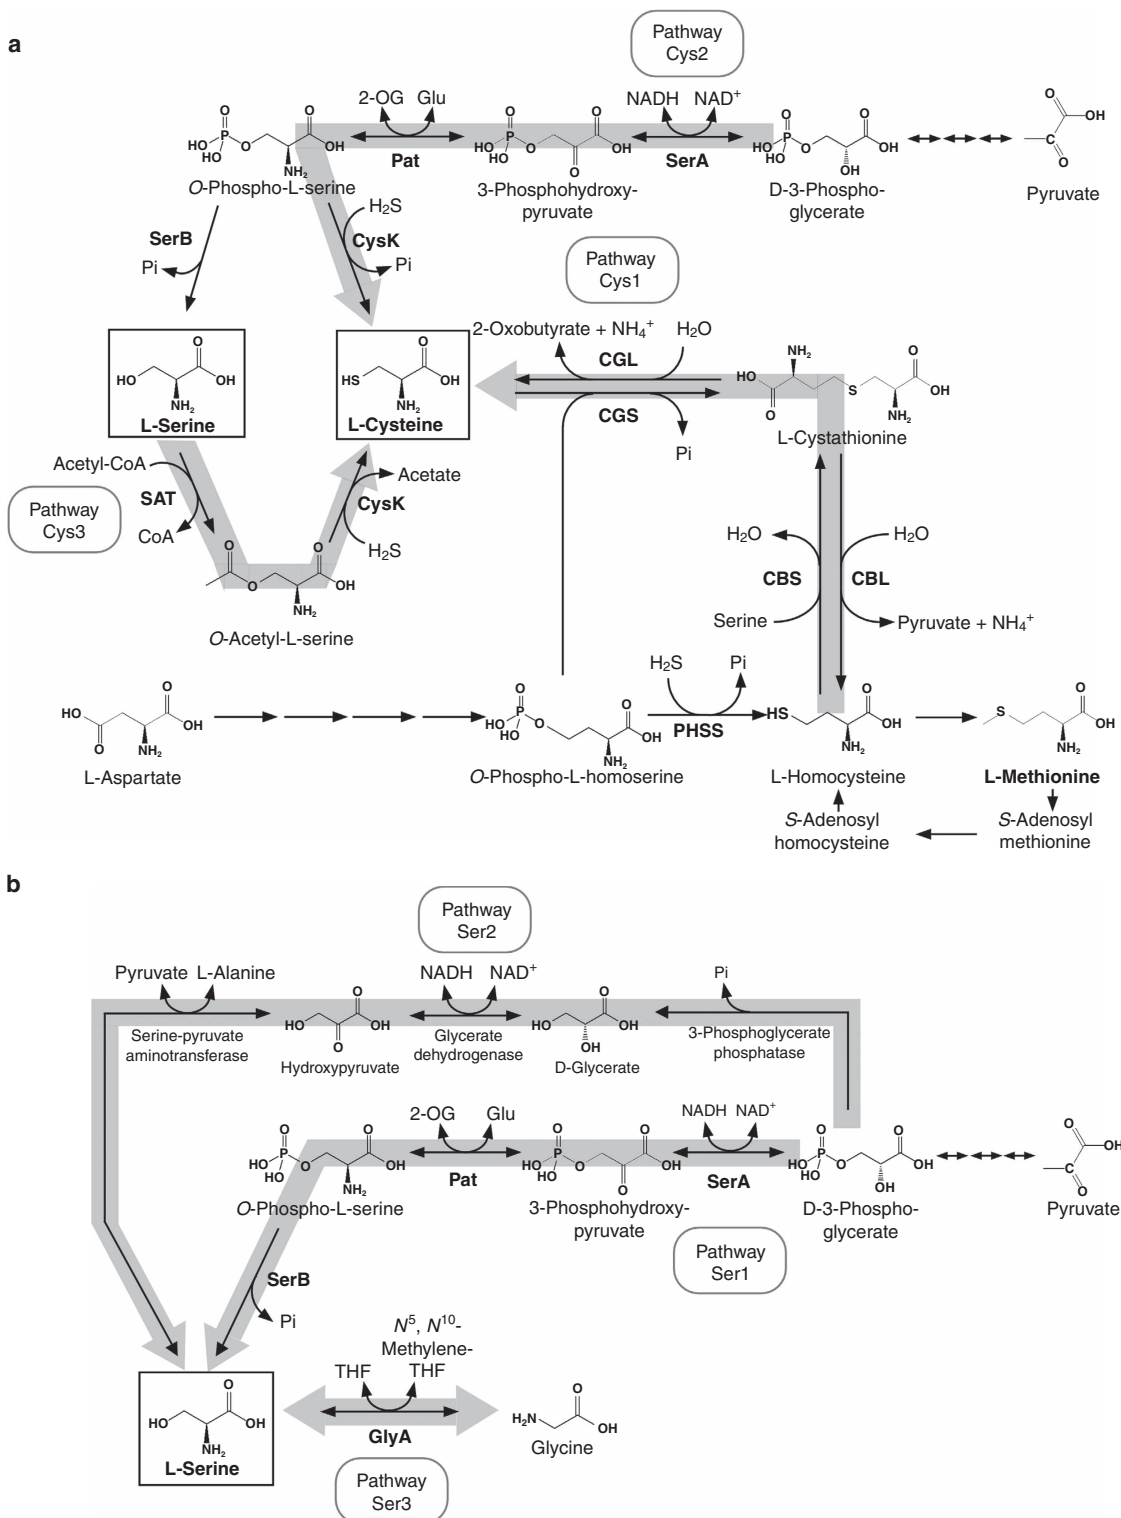 a
Pathway
Cys2
2-OG Glu
NADH NAD+
Pat
SerA
O-Phospho-L-serine
3-Phosphohydroxy-
pyruvate
D-3-Phospho-
glycerate
Pyruvate
SerB
Pi
H2S
CysK
Pi
Pathway
Cys1
2-Oxobutyrate + NH4+ H2O
CGL
CGS
Pi
L-Serine
L-Cysteine
L-Cystathionine
Acetyl-CoA
SAT
CoA
Pathway
Cys3
Acetate
CysK
H2S
O-Acetyl-L-serine
H2O
H2O
CBS
CBL
Serine
Pyruvate + NH4+
H2S
Pi
PHSS
L-Aspartate
O-Phospho-L-homoserine
L-Homocysteine
L-Methionine
S-Adenosyl
homocysteine
S-Adenosyl
methionine
b
Pathway
Ser2
Pyruvate L-Alanine
NADH NAD+
Pi
Serine-pyruvate
aminotransferase
Hydroxypyruvate
Glycerate
dehydrogenase
D-Glycerate
3-Phosphoglycerate
phosphatase
2-OG Glu
NADH NAD+
Pat
SerA
O-Phospho-L-serine
3-Phosphohydroxy-
pyruvate
D-3-Phospho-
glycerate
Pyruvate
Pathway
Ser1
SerB
Pi
N5, N10-
Methylene-
THF THF
GlyA
L-Serine
Glycine
Pathway
Ser3